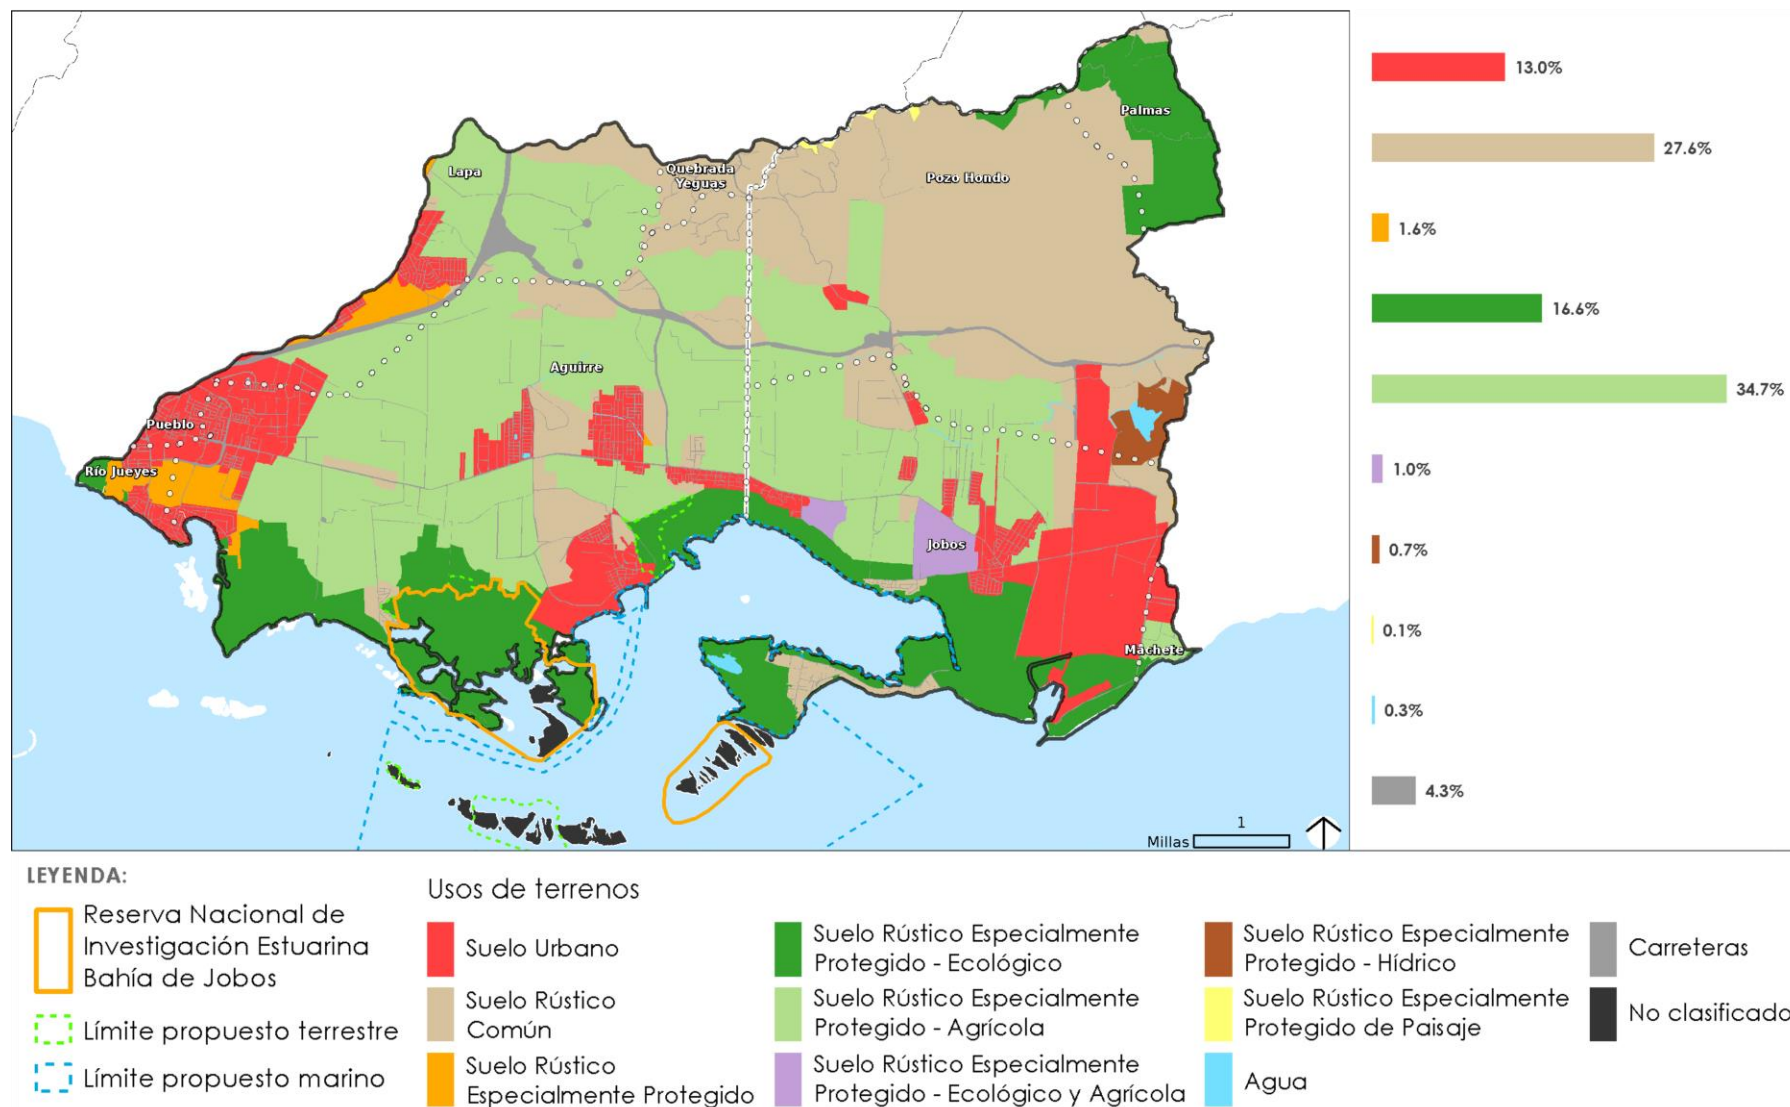 Palmas
Lapa
Quebrada
Yeguas
Pozo Hondo
Aguirre
Pueblo
Río Jueyes
Jobos
Machete
1
Millas
13.0%
27.6%
1.6%
16.6%
34.7%
1.0%
0.7%
0.1%
0.3%
4.3%
LEYENDA:
Reserva Nacional de
Investigación Estuarina
Bahía de Jobos
Límite propuesto terrestre
Límite propuesto marino
Usos de terrenos
Suelo Urbano
Suelo Rústico
Común
Suelo Rústico
Especialmente Protegido
Suelo Rústico Especialmente
Protegido - Ecológico
Suelo Rústico Especialmente
Protegido - Agrícola
Suelo Rústico Especialmente
Protegido - Ecológico y Agrícola
Suelo Rústico Especialmente
Protegido - Hídrico
Suelo Rústico Especialmente
Protegido de Paisaje
Agua
Carreteras
No clasificado